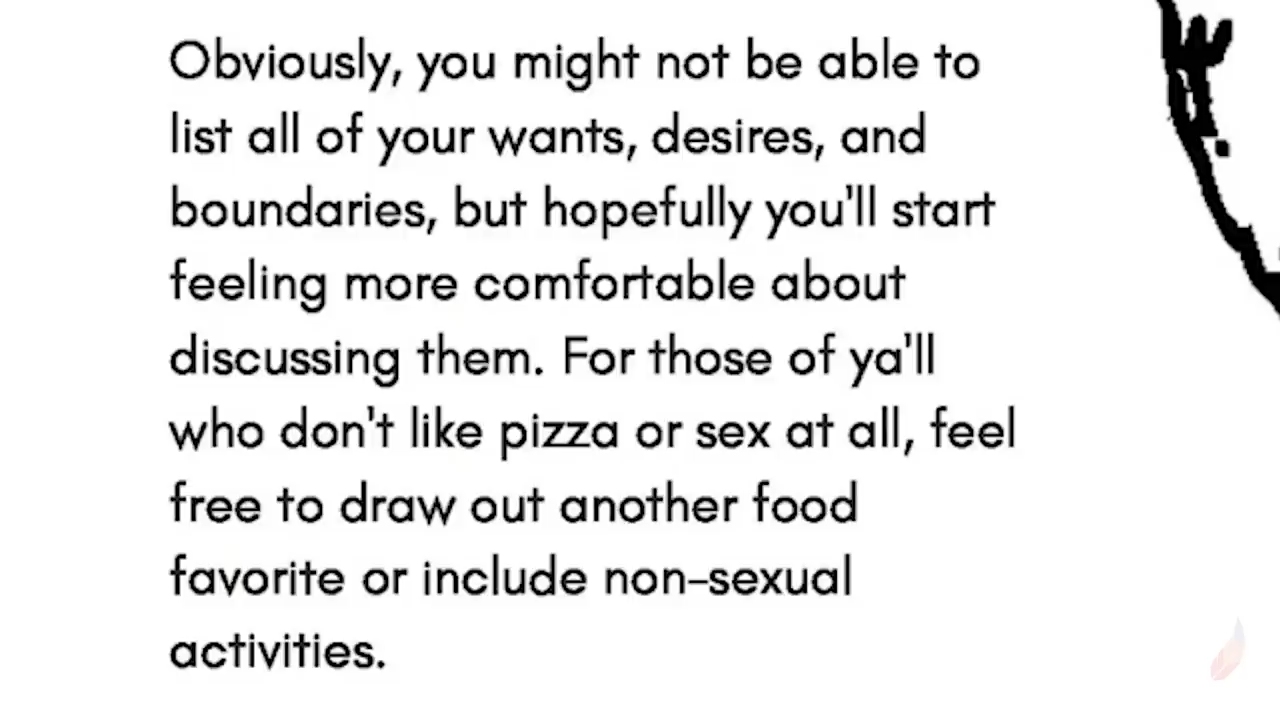 Obviously, you might not be able to
list all of your wants, desires, and
boundaries, but hopefully you'll start
feeling more comfortable about
discussing them. For those of ya'll
who don't like pizza or sex at all, feel
free to draw out another food
favorite or include non-sexual
activities.